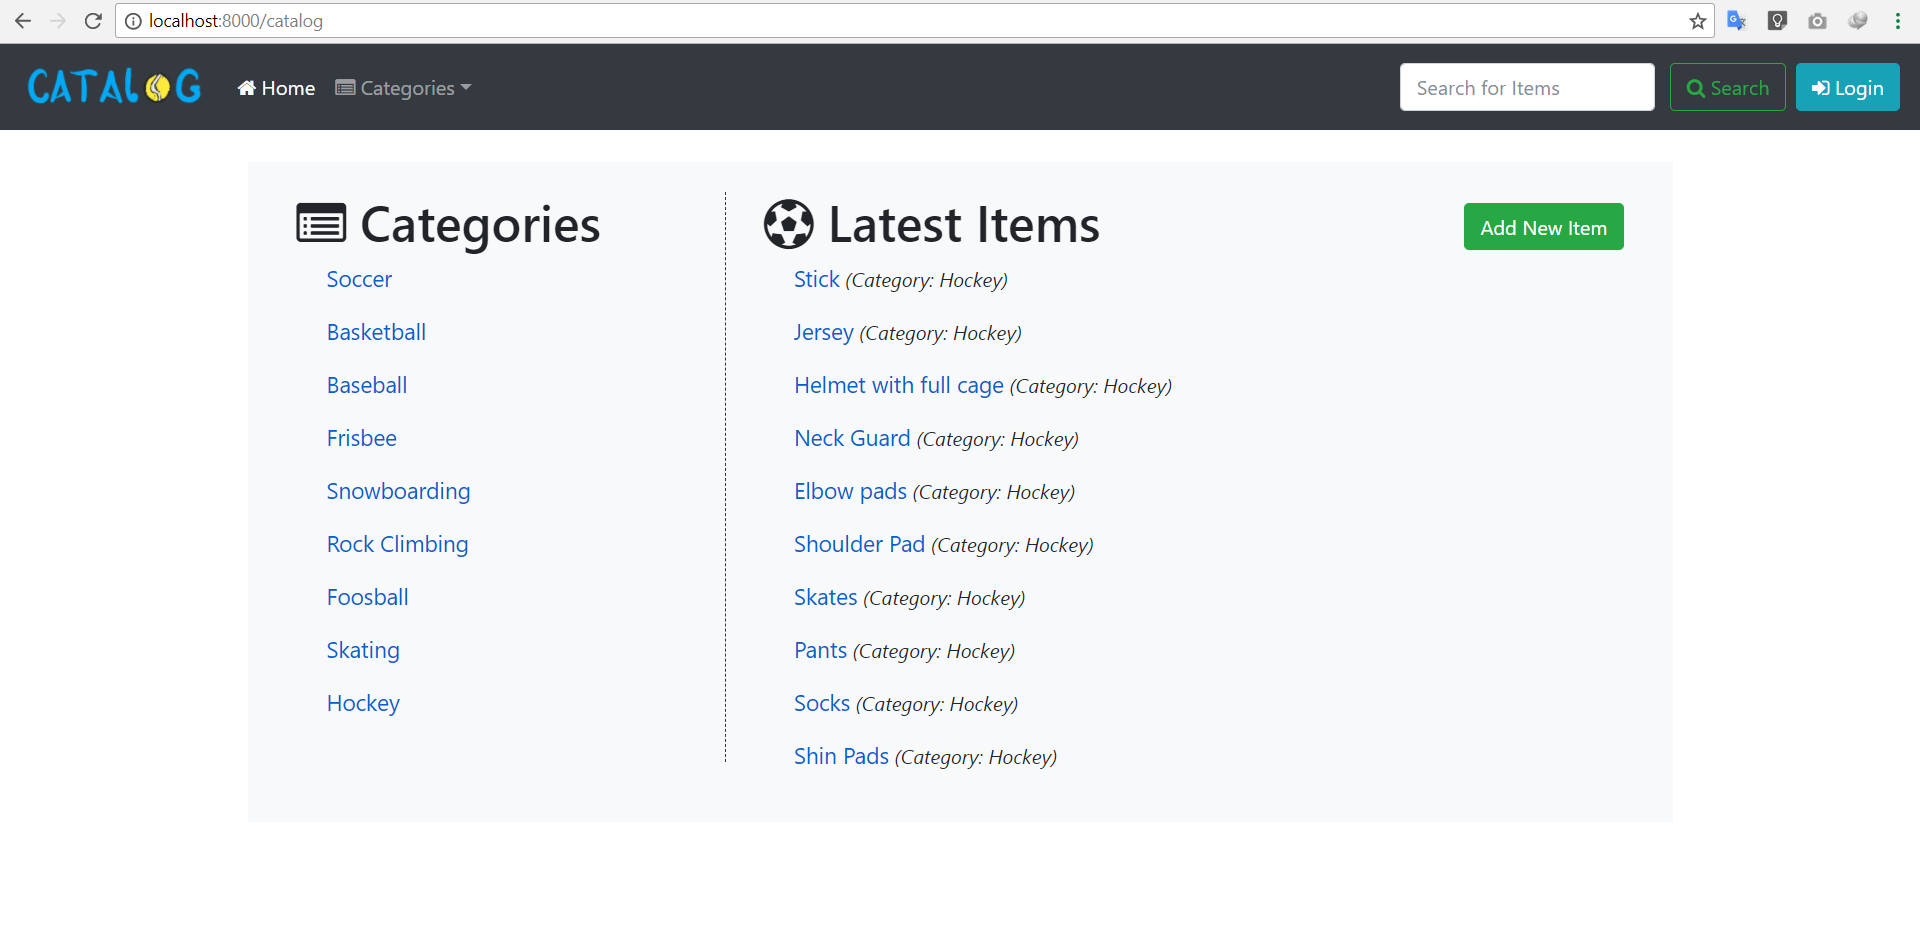 localhost:8000/catalog
CATALOG Home Categories Search for Items Search Login
Categories
Soccer
Basketball
Baseball
Frisbee
Snowboarding
Rock Climbing
Foosball
Skating
Hockey
Latest Items
Add New Item
Stick (Category: Hockey)
Jersey (Category: Hockey)
Helmet with full cage (Category: Hockey)
Neck Guard (Category: Hockey)
Elbow pads (Category: Hockey)
Shoulder Pad (Category: Hockey)
Skates (Category: Hockey)
Pants (Category: Hockey)
Socks (Category: Hockey)
Shin Pads (Category: Hockey)